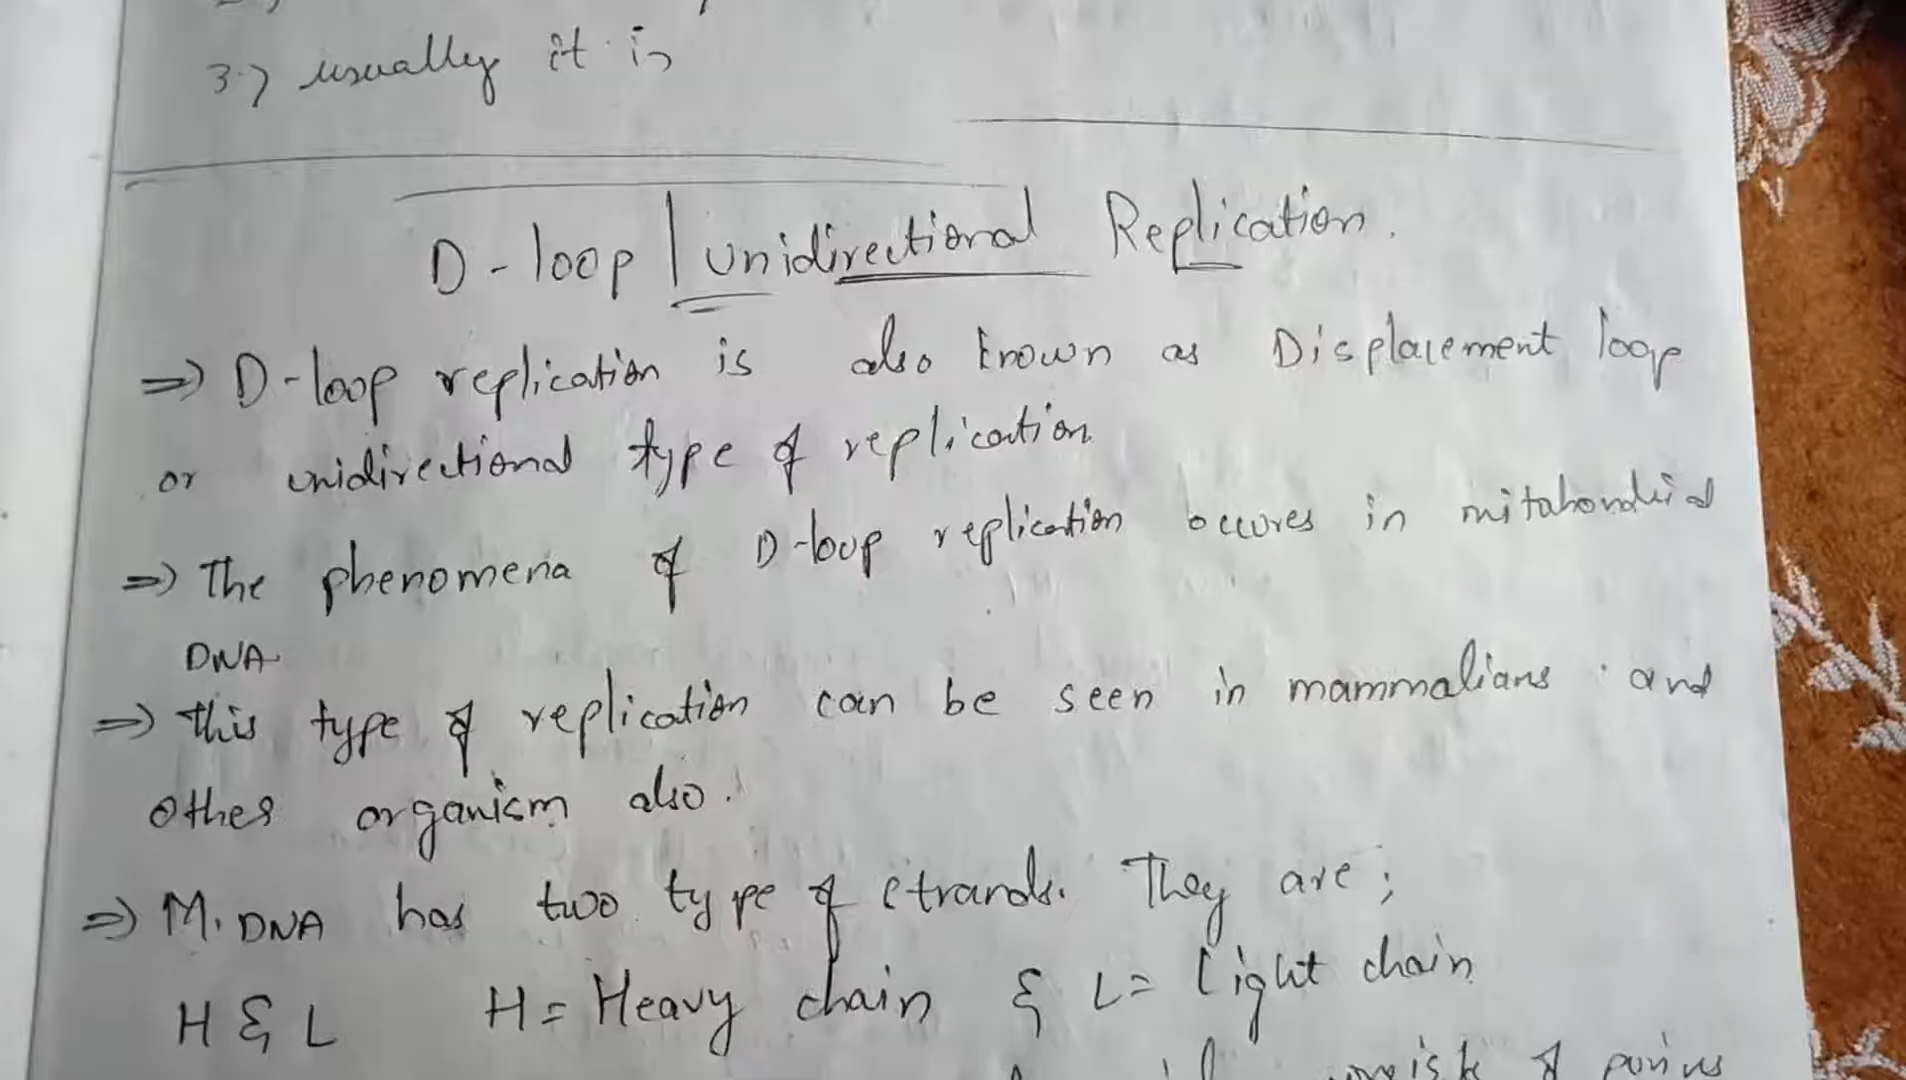 3.) usually it is
D-loop | unidirectional Replication.
=> D-loop replication is also known as Displacement loop
or unidirectional type of replication
=> The phenomena of D-loop replication occures in mitahondrial
DNA
=> this type of replication can be seen in mammalians and
other organism also.
=> M.DNA has two type of strands. They are;
H & L H = Heavy chain & L= light chain
of